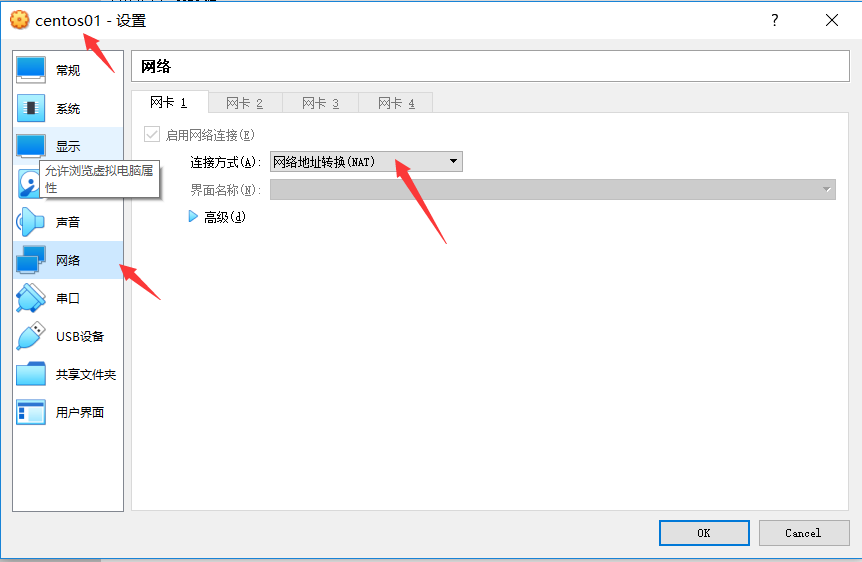 centos01 - 设置
?
常规
系统
显示
允许浏览虚拟电脑属
性
声音
网络
串口
USB设备
共享文件夹
用户界面
网络
网卡 1
网卡 2
网卡 3
网卡 4
启用网络连接(E)
连接方式(A):
网络地址转换(NAT)
界面名称(N):
高级(d)
OK
Cancel